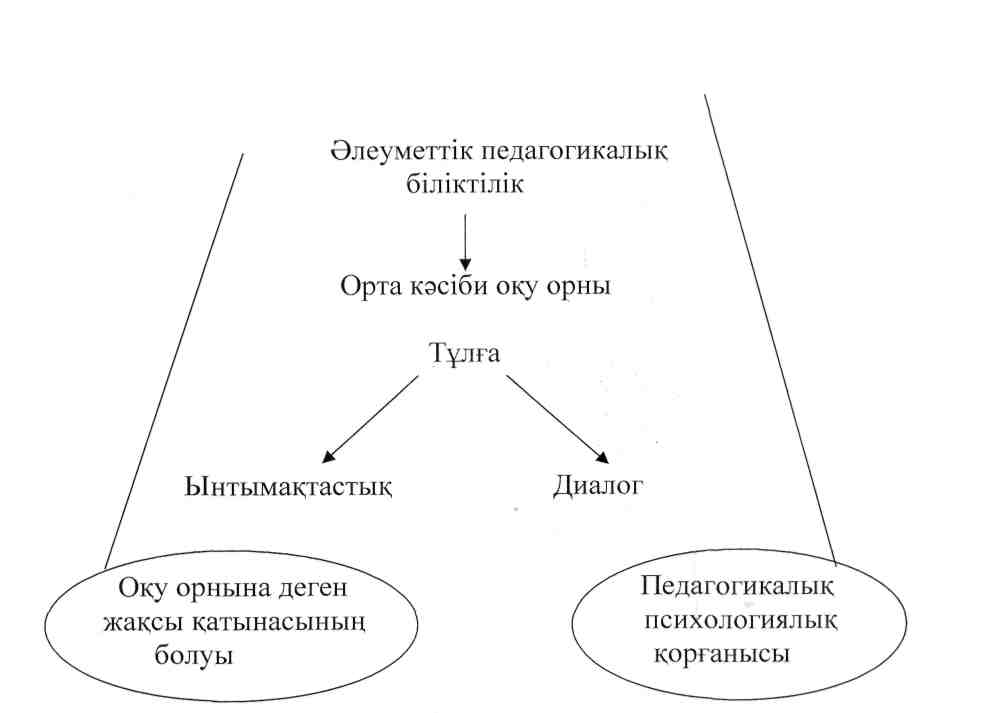 Әлеуметтік педагогикалық
біліктілік
Орта кәсіби оқу орны
Тұлға
Ынтымақтастық
Диалог
Оқу орнына деген
жақсы қатынасының
болуы
Педагогикалық
психологиялық
қорғанысы